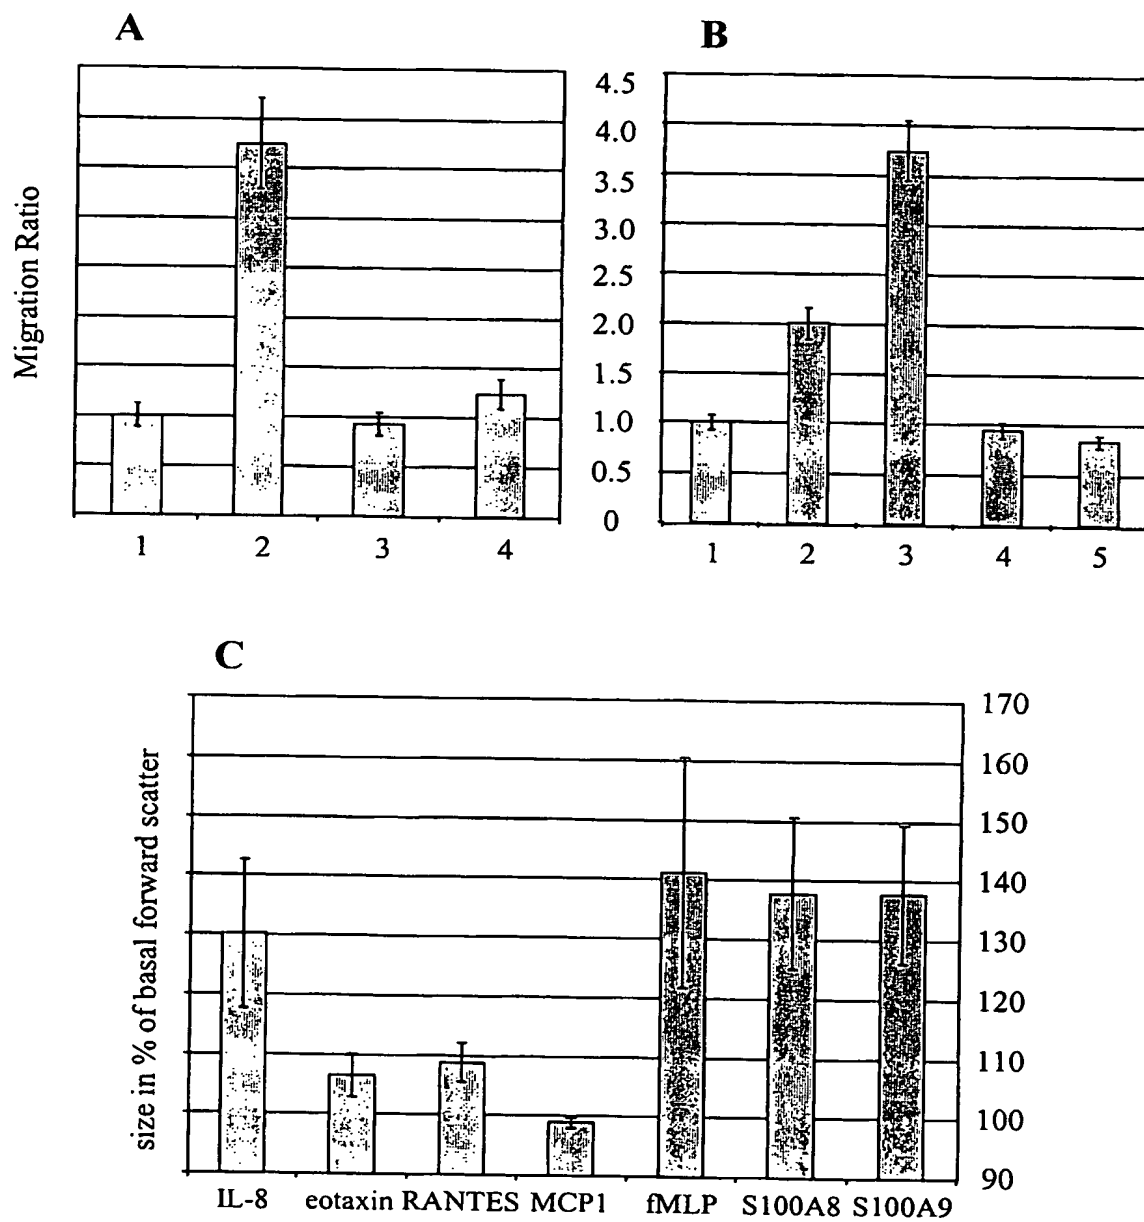 A
B
Migration Ratio
4.5
4.0
3.5
3.0
2.5
2.0
1.5
1.0
0.5
0
1 2 3 4
1 2 3 4 5
C
size in % of basal forward scatter
170
160
150
140
130
120
110
100
90
IL-8 eotaxin RANTES MCP1 fMLP S100A8 S100A9